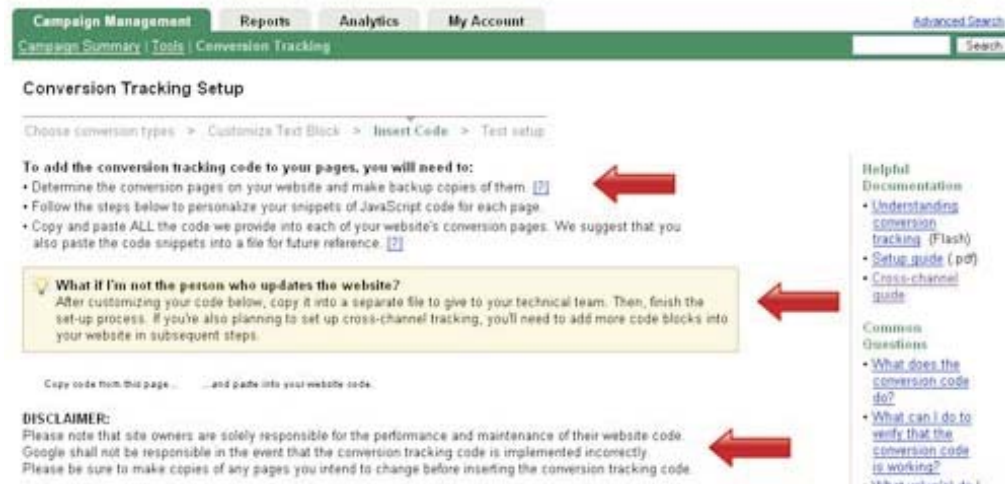 Campaign Management Reports Analytics My Account
Advanced Search
Campaign Summary | Tools | Conversion Tracking
Search
Conversion Tracking Setup
Choose conversion types > Customize Text Block > Insert Code > Test setup
To add the conversion tracking code to your pages, you will need to:
• Determine the conversion pages on your website and make backup copies of them. [?]
• Follow the steps below to personalize your snippets of JavaScript code for each page.
• Copy and paste ALL the code we provide into each of your website's conversion pages. We suggest that you
also paste the code snippets into a file for future reference. [?]
What if I'm not the person who updates the website?
After customizing your code below, copy it into a separate file to give to your technical team. Then, finish the
set-up process. If you're also planning to set up cross-channel tracking, you'll need to add more code blocks into
your website in subsequent steps.
Copy code from this page... ...and paste into your website code.
DISCLAIMER:
Please note that site owners are solely responsible for the performance and maintenance of their website code.
Google shall not be responsible in the event that the conversion tracking code is implemented incorrectly.
Please be sure to make copies of any pages you intend to change before inserting the conversion tracking code.
Helpful
Documentation
• Understanding
conversion
tracking (Flash)
• Setup guide (.pdf)
• Cross-channel
guide
Common
Questions
• What does the
conversion code
do?
• What can I do to
verify that the
conversion code
is working?